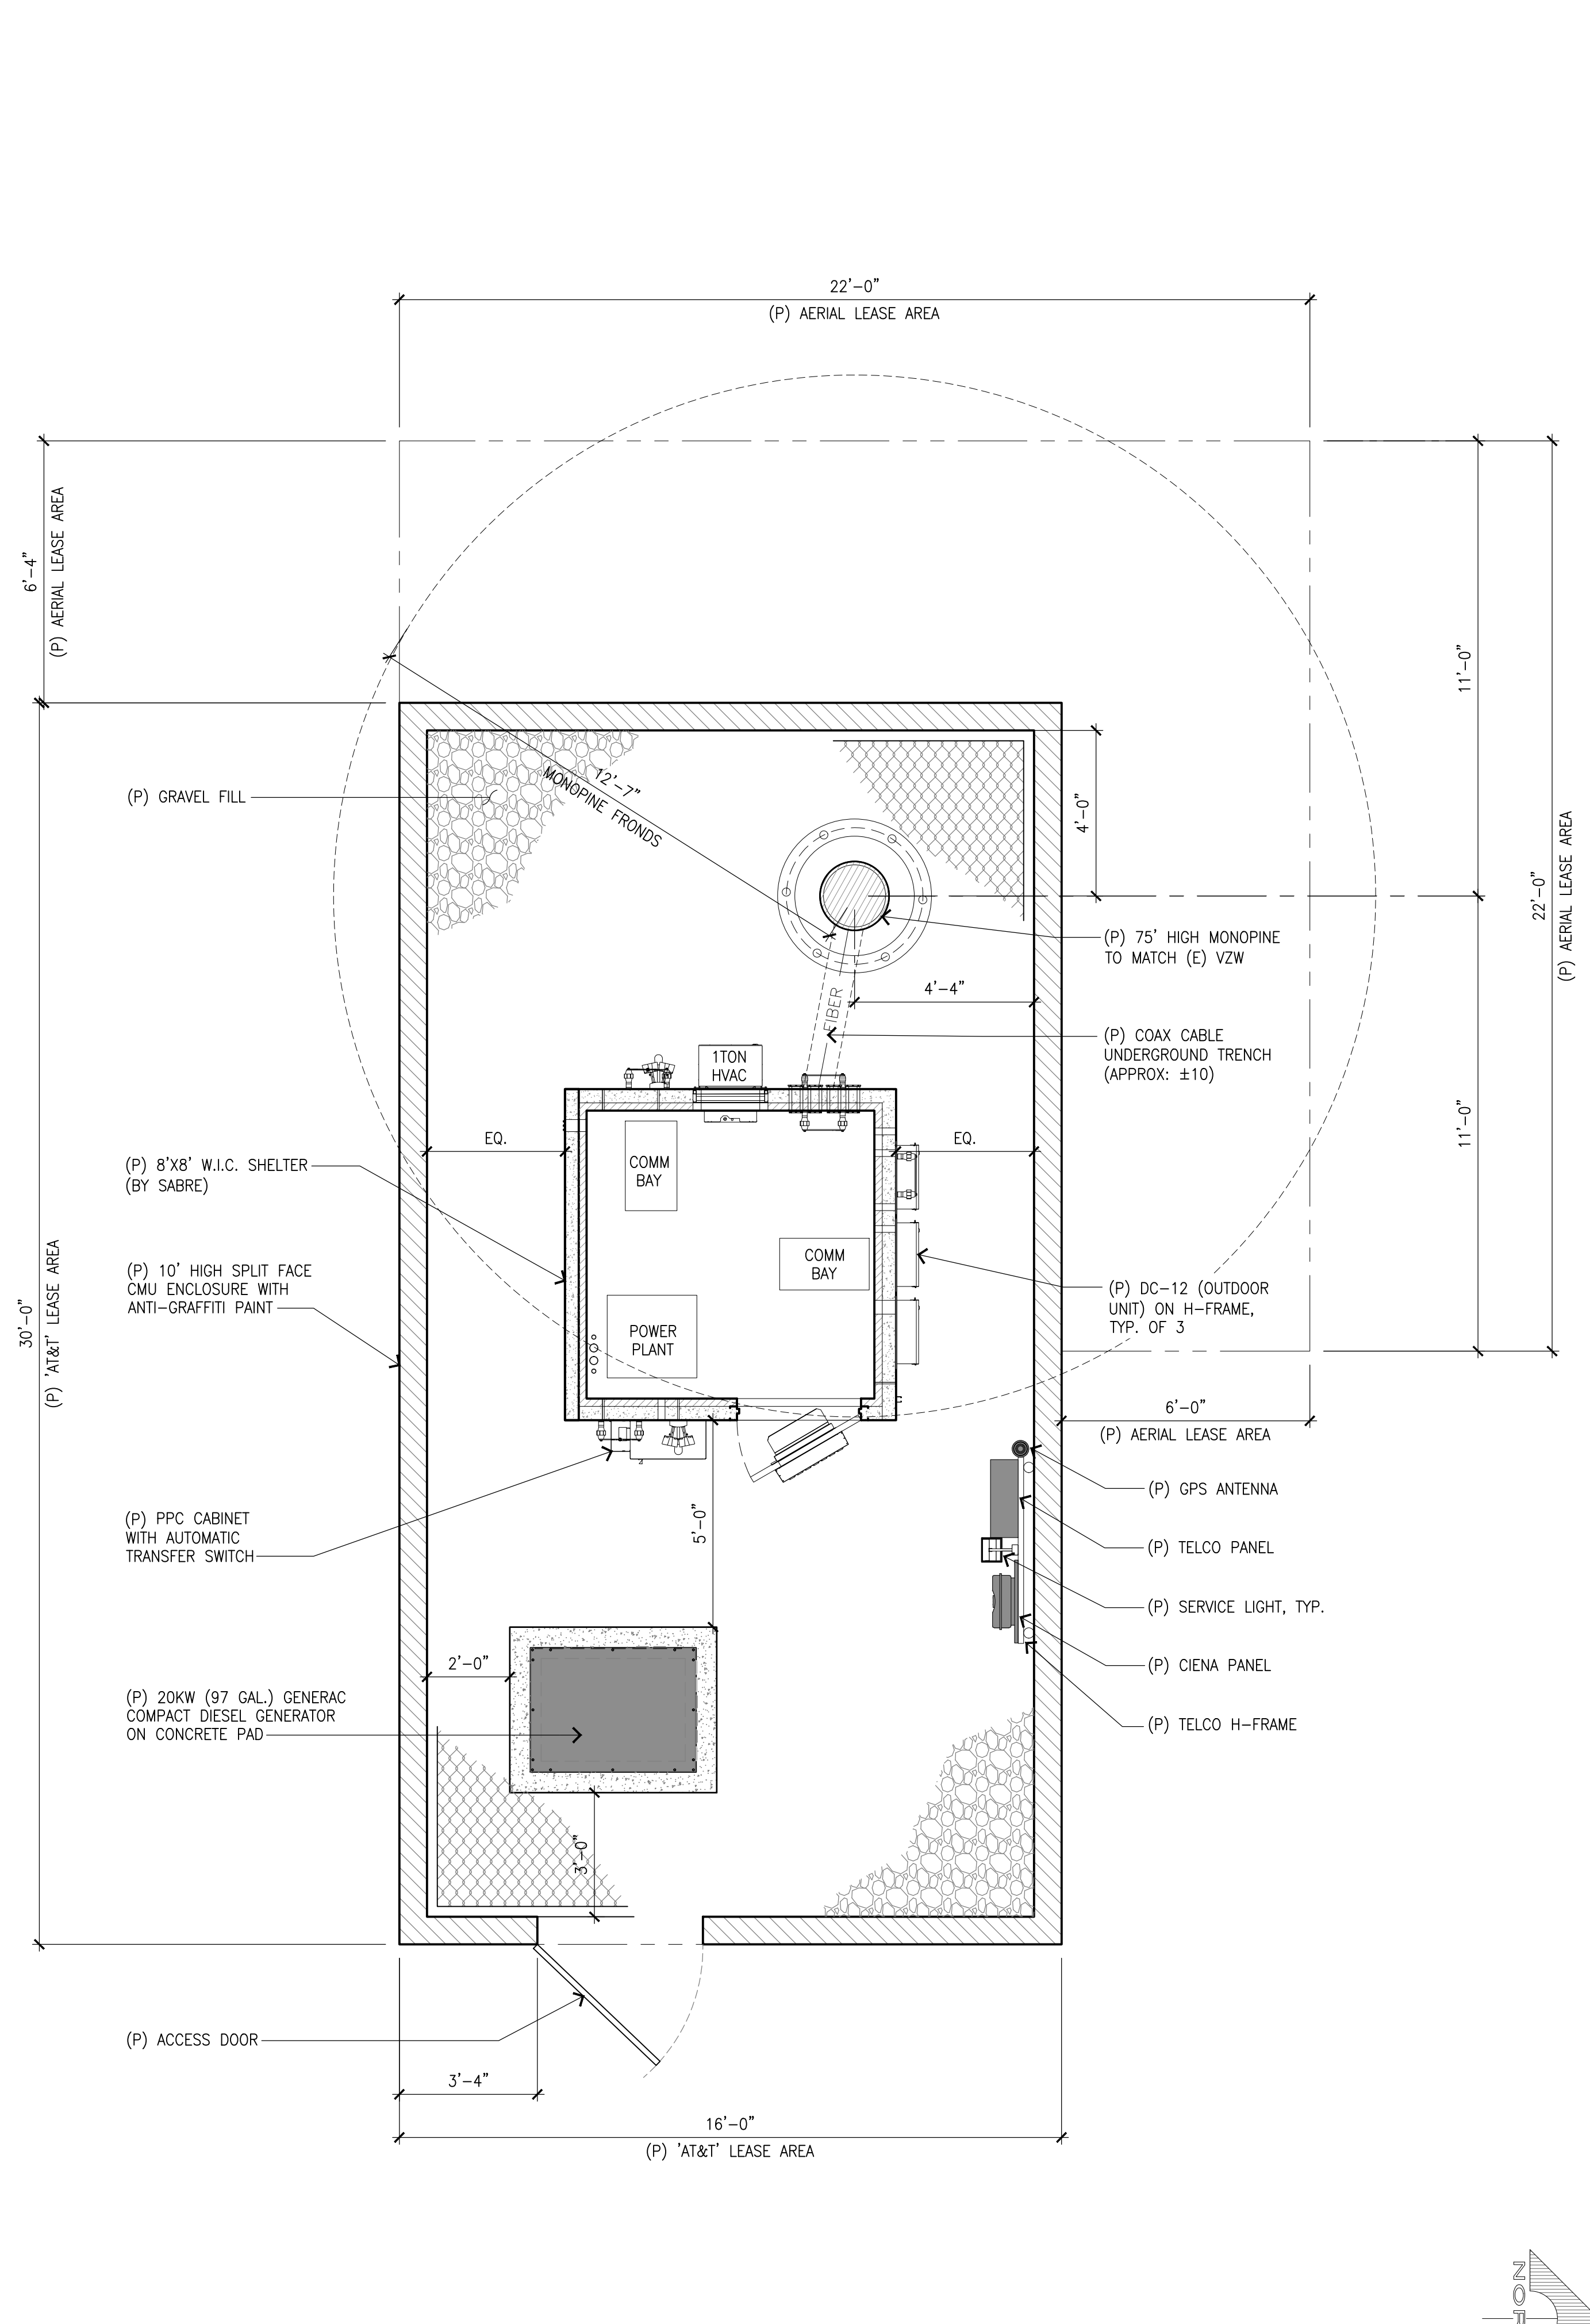 22'-0"
(P) AERIAL LEASE AREA
6'-4"
(P) AERIAL LEASE AREA
11'-0"
22'-0"
(P) AERIAL LEASE AREA
11'-0"
(P) GRAVEL FILL
12'-7"
MONOPINE FRONDS
4'-0"
(P) 75' HIGH MONOPINE
TO MATCH (E) VZW
4'-4"
FIBER
(P) COAX CABLE
UNDERGROUND TRENCH
(APPROX: ±10)
1TON
HVAC
EQ.
EQ.
COMM
BAY
(P) 8'X8' W.I.C. SHELTER
(BY SABRE)
COMM
BAY
(P) 10' HIGH SPLIT FACE
CMU ENCLOSURE WITH
ANTI-GRAFFITI PAINT
(P) DC-12 (OUTDOOR
UNIT) ON H-FRAME,
TYP. OF 3
30'-0"
(P) 'AT&T' LEASE AREA
POWER
PLANT
6'-0"
(P) AERIAL LEASE AREA
(P) GPS ANTENNA
(P) PPC CABINET
WITH AUTOMATIC
TRANSFER SWITCH
5'-0"
(P) TELCO PANEL
(P) SERVICE LIGHT, TYP.
2'-0"
(P) CIENA PANEL
(P) 20KW (97 GAL.) GENERAC
COMPACT DIESEL GENERATOR
ON CONCRETE PAD
(P) TELCO H-FRAME
3'-0"
(P) ACCESS DOOR
3'-4"
16'-0"
(P) 'AT&T' LEASE AREA